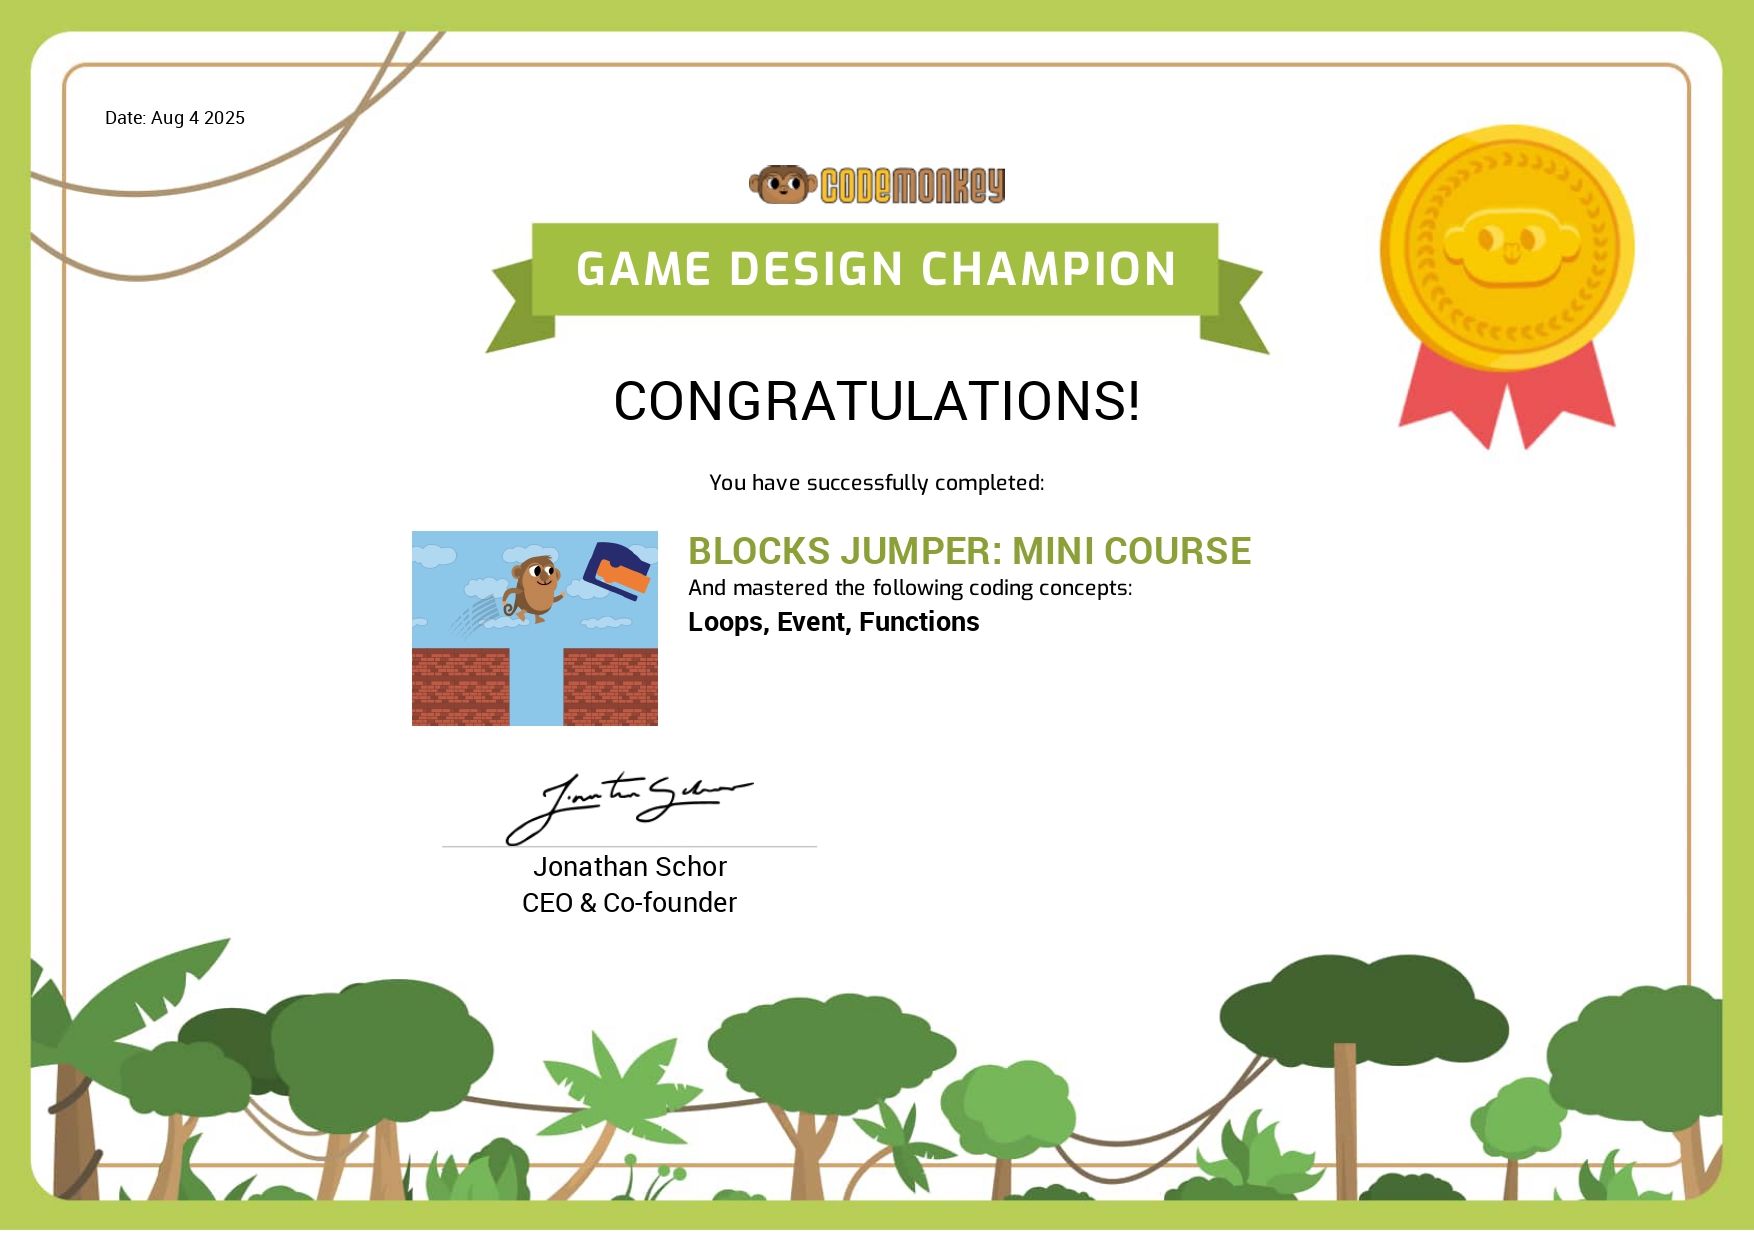 Date: Aug 4 2025
CODEMONKEY
GAME DESIGN CHAMPION
CONGRATULATIONS!
You have successfully completed:
BLOCKS JUMPER: MINI COURSE
And mastered the following coding concepts:
Loops, Event, Functions
Jonathan Schor
Jonathan Schor
CEO & Co-founder